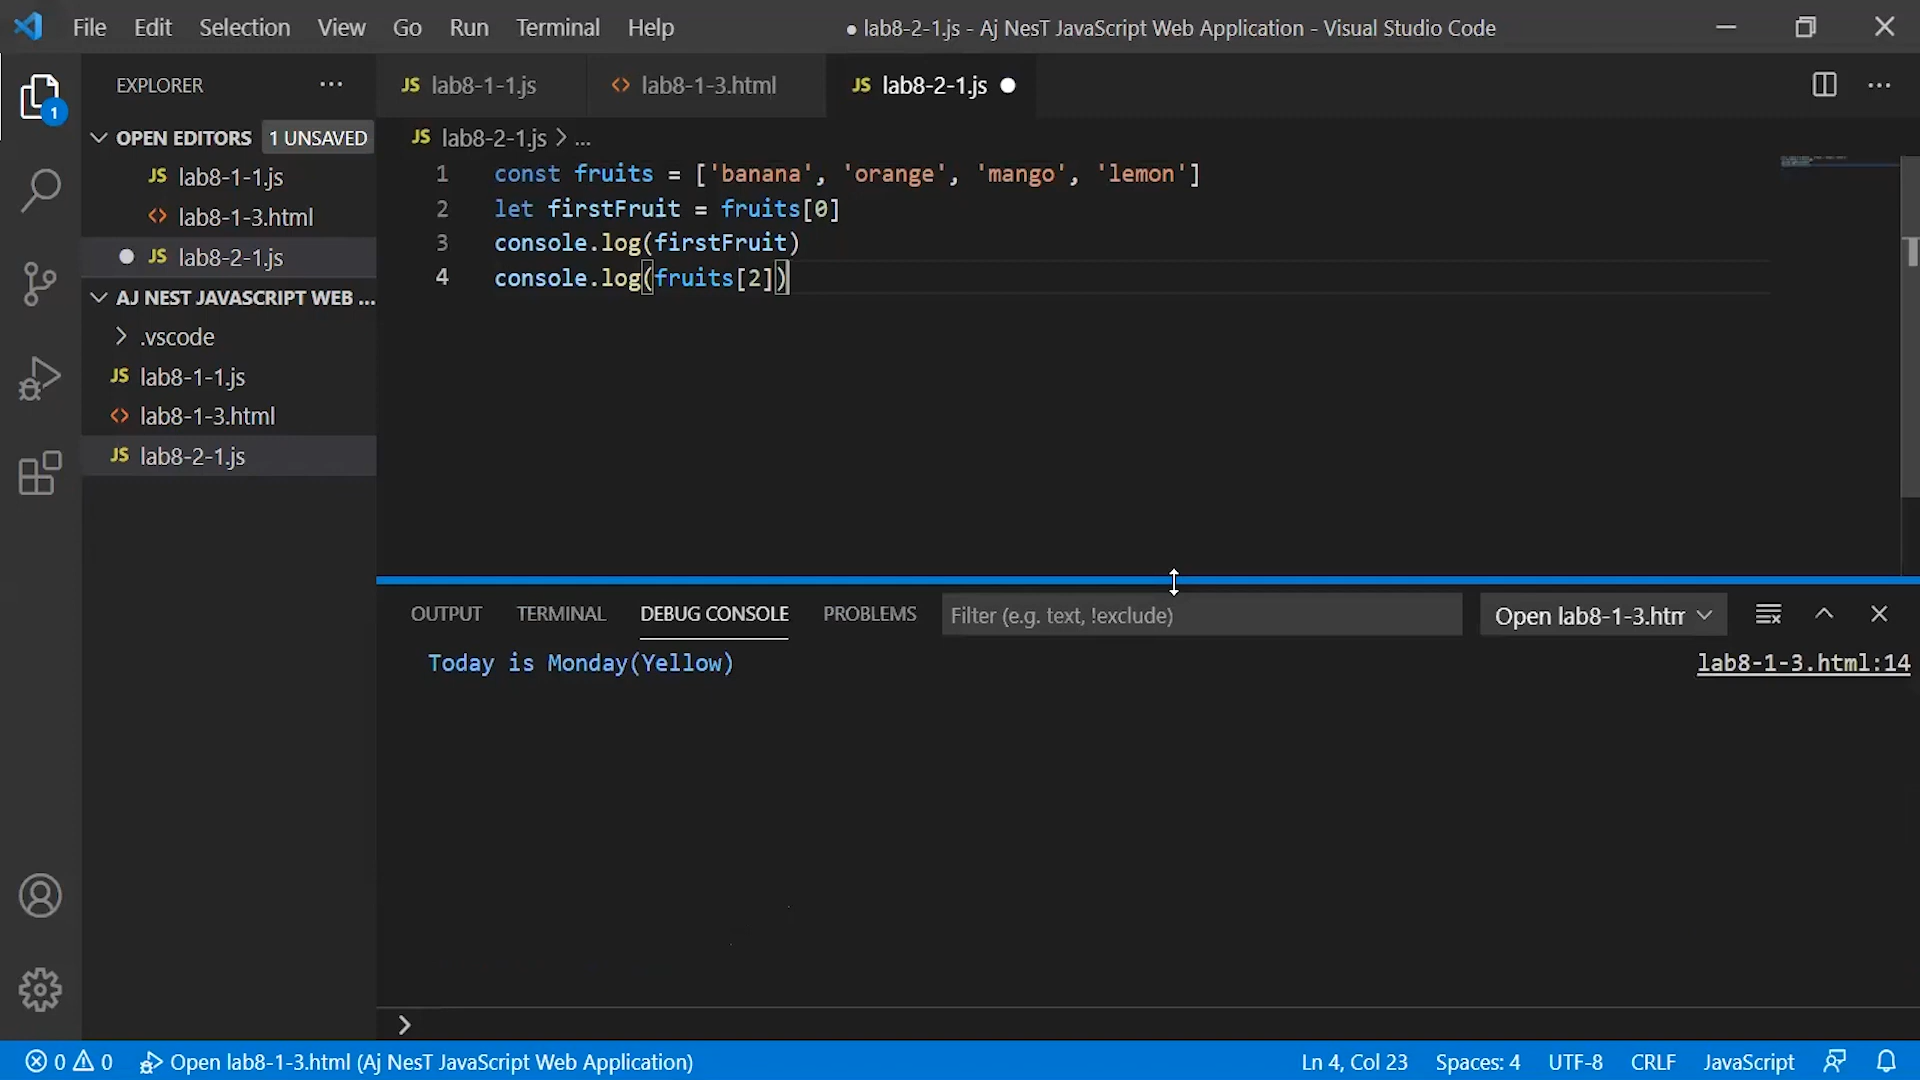 File Edit Selection View Go Run Terminal Help ● lab8-2-1.js - Aj NesT JavaScript Web Application - Visual Studio Code
EXPLORER ...
1
OPEN EDITORS 1 UNSAVED
JS lab8-1-1.js
<> lab8-1-3.html
● JS lab8-2-1.js
AJ NEST JAVASCRIPT WEB ...
.vscode
JS lab8-1-1.js
<> lab8-1-3.html
JS lab8-2-1.js
JS lab8-1-1.js <> lab8-1-3.html JS lab8-2-1.js ●
JS lab8-2-1.js > ...
1 const fruits = ['banana', 'orange', 'mango', 'lemon']
2 let firstFruit = fruits[0]
3 console.log(firstFruit)
4 console.log(fruits[2])
OUTPUT TERMINAL DEBUG CONSOLE PROBLEMS Filter (e.g. text, !exclude) Open lab8-1-3.htm
Today is Monday(Yellow) lab8-1-3.html:14
>
0 0 Open lab8-1-3.html (Aj NesT JavaScript Web Application) Ln 4, Col 23 Spaces: 4 UTF-8 CRLF JavaScript